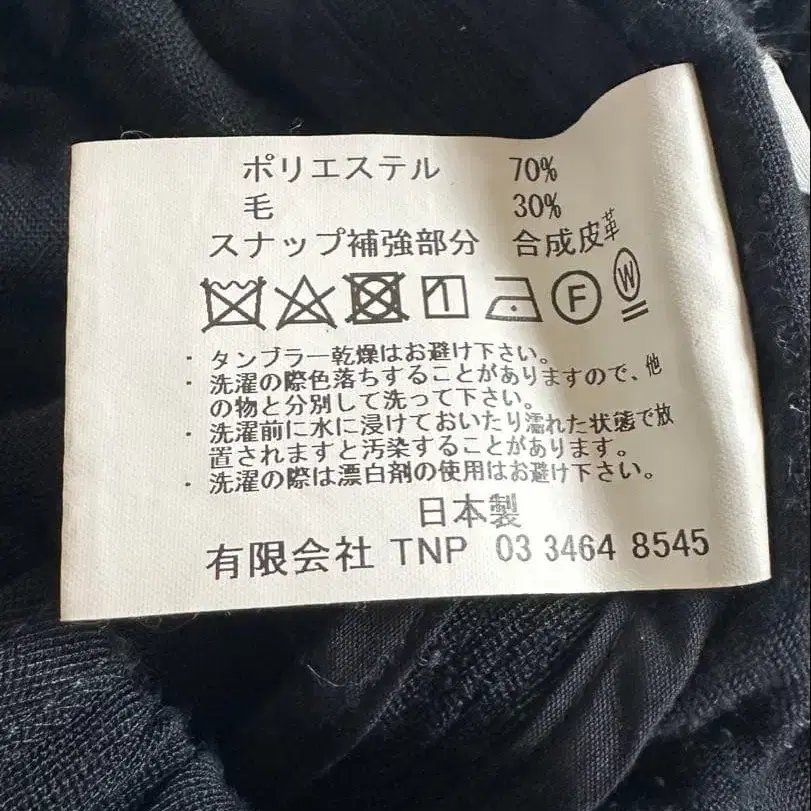 ポリエステル 70%
毛 30%
スナップ補強部分 合成皮革
F W
・タンブラー乾燥はお避け下さい。
・洗濯の際色落ちすることがありますので、他
の物と分別して洗って下さい。
・洗濯前に水に浸けておいたり濡れた状態で放
置されますと汚染することがあります。
・洗濯の際は漂白剤の使用はお避け下さい。
日本製
有限会社 TNP 03 3464 8545